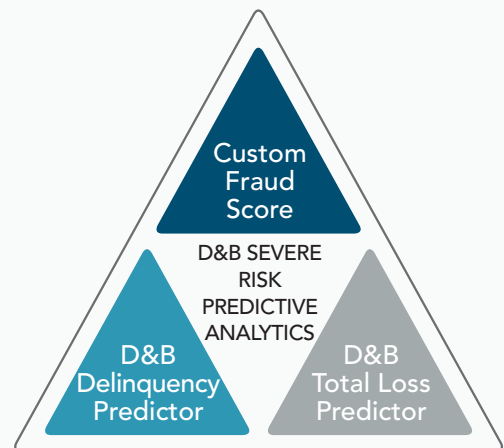 Custom
Fraud
Score
D&B SEVERE
RISK
PREDICTIVE
ANALYTICS
D&B
Delinquency
Predictor
D&B
Total Loss
Predictor